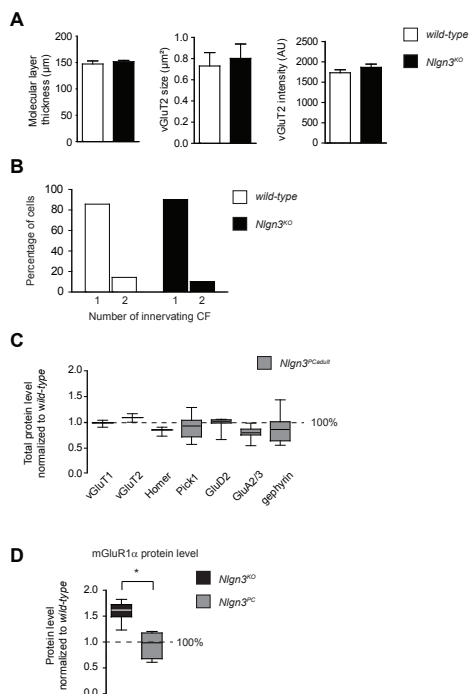 A
Molecular layer
thickness (µm)
200
150
100
50
0
vGluT2 size (µm²)
1.0
0.8
0.6
0.4
0.2
0.0
vGluT2 intensity (AU)
2500
2000
1500
1000
500
0
wild-type
Nlgn3KO
B
Percentage of cells
100
80
60
40
20
0
1 2 1 2
Number of innervating CF
wild-type
Nlgn3KO
C
Nlgn3PCadult
Total protein level
normalized to wild-type
2.0
1.5
1.0
0.5
0.0
100%
vGluT1
vGluT2
Homer
Pick1
GluD2
GluA2/3
gephyrin
D
mGluR1α protein level
Protein level
normalized to wild-type
2.0
1.5
1.0
0.5
0.0
*
100%
Nlgn3KO
Nlgn3PC